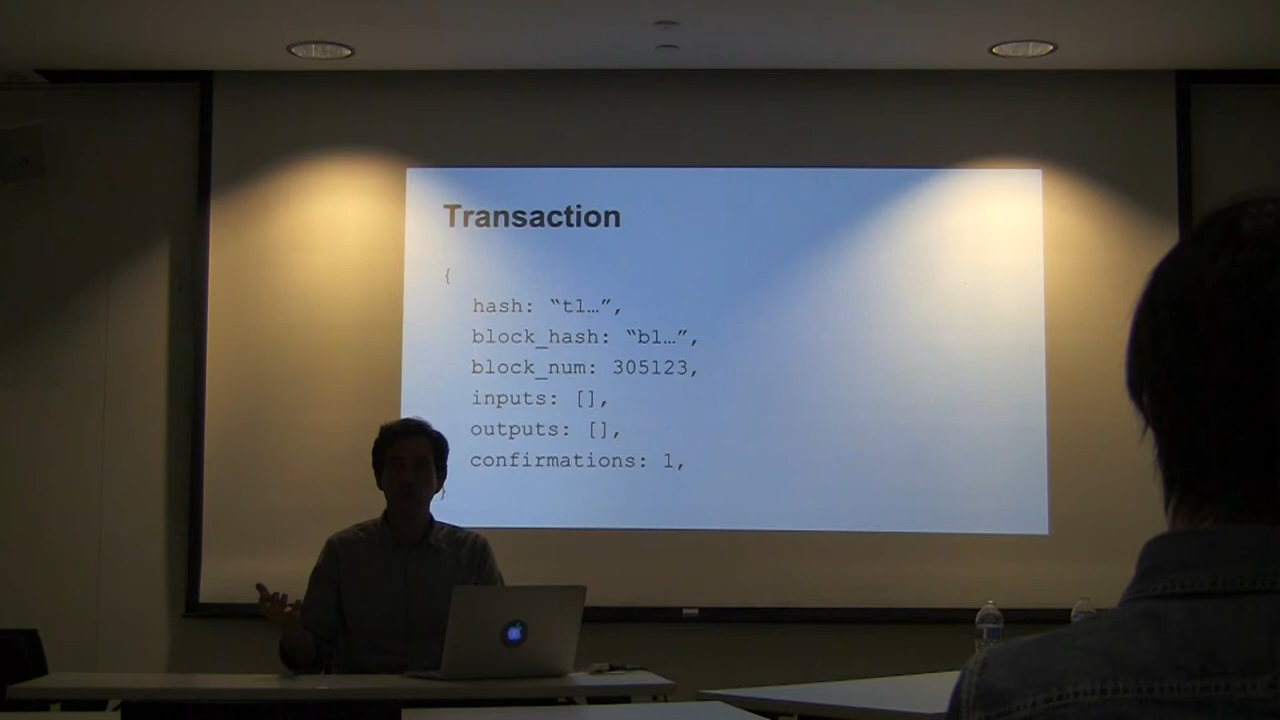 Transaction
{
hash: “t1…”,
block_hash: “b1…”,
block_num: 305123,
inputs: [],
outputs: [],
confirmations: 1,
}